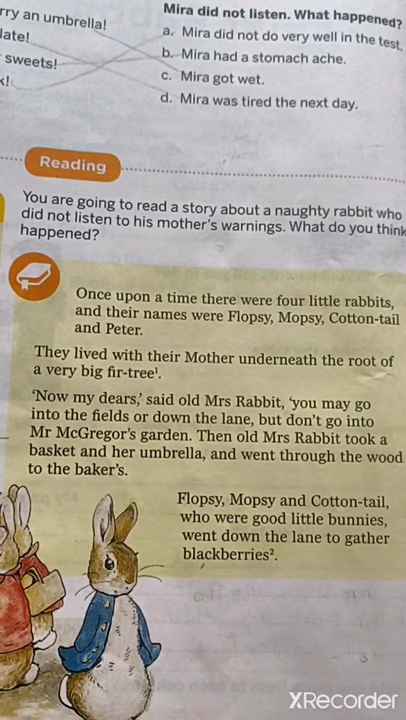 rry an umbrella!
late!
sweets!
k!
Mira did not listen. What happened?
a. Mira did not do very well in the test.
b. Mira had a stomach ache.
c. Mira got wet.
d. Mira was tired the next day.
Reading
You are going to read a story about a naughty rabbit who
did not listen to his mother's warnings. What do you think
happened?
Once upon a time there were four little rabbits,
and their names were Flopsy, Mopsy, Cotton-tail
and Peter.
They lived with their Mother underneath the root of
a very big fir-tree¹.
'Now my dears,' said old Mrs Rabbit, 'you may go
into the fields or down the lane, but don't go into
Mr McGregor's garden. Then old Mrs Rabbit took a
basket and her umbrella, and went through the wood
to the baker's.
Flopsy, Mopsy and Cotton-tail,
who were good little bunnies,
went down the lane to gather
blackberries².
XRecorder